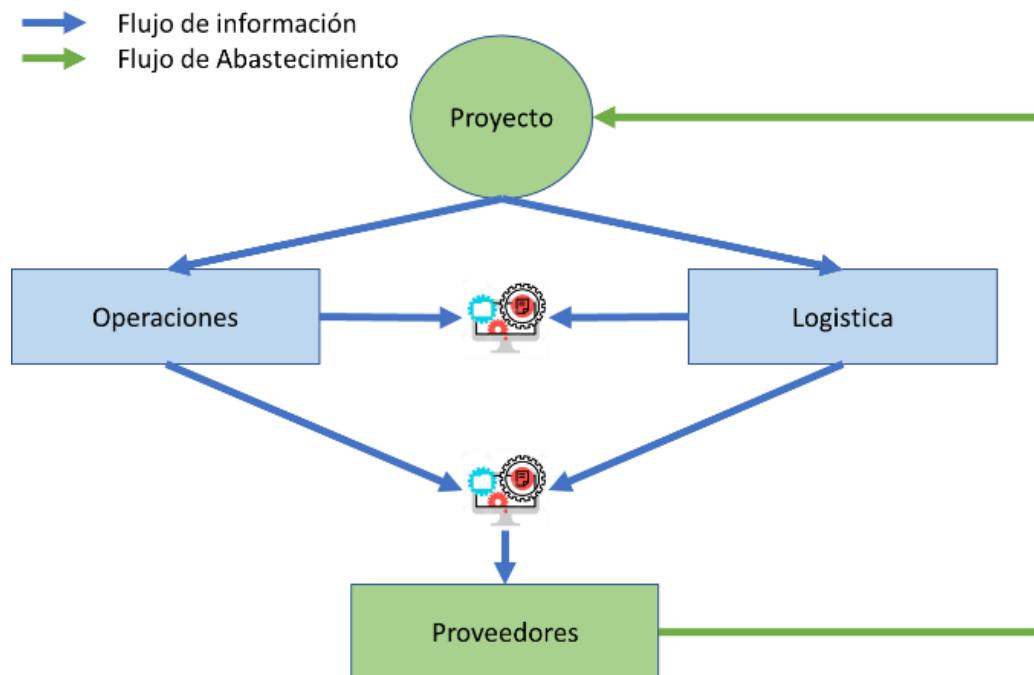 Flujo de información
Flujo de Abastecimiento
Proyecto
Operaciones
Logistica
Proveedores